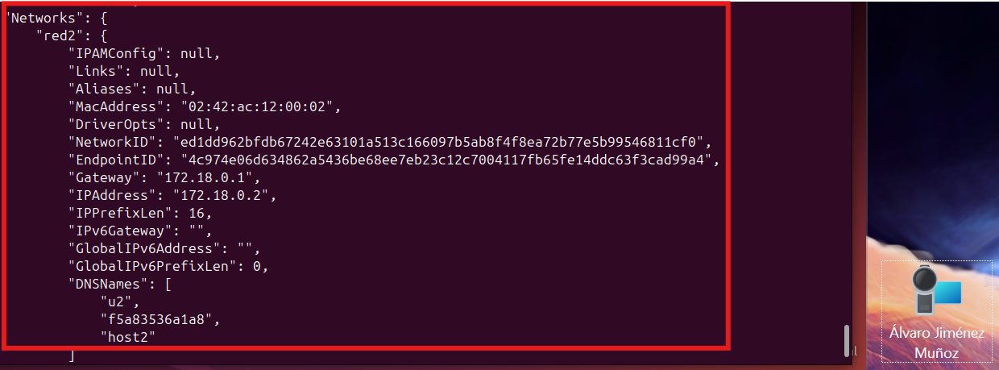 "Networks": {
"red2": {
"IPAMConfig": null,
"Links": null,
"Aliases": null,
"MacAddress": "02:42:ac:12:00:02",
"DriverOpts": null,
"NetworkID": "ed1dd962bfdb67242e63101a513c166097b5ab8f4f8ea72b77e5b99546811cf0",
"EndpointID": "4c974e06d634862a5436be68ee7eb23c12c7004117fb65fe14ddc63f3cad99a4",
"Gateway": "172.18.0.1",
"IPAddress": "172.18.0.2",
"IPPrefixLen": 16,
"IPv6Gateway": "",
"GlobalIPv6Address": "",
"GlobalIPv6PrefixLen": 0,
"DNSNames": [
"u2",
"f5a83536a1a8",
"host2"
]
Álvaro Jiménez
Muñoz